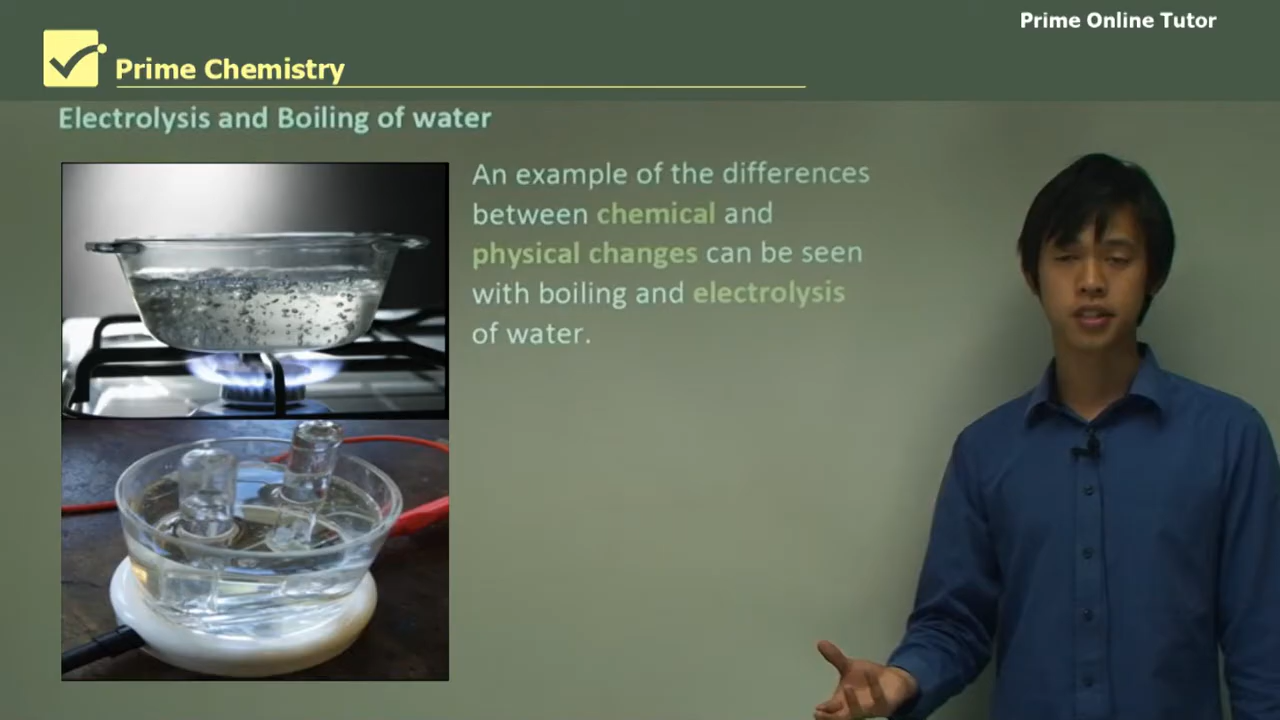 Prime Online Tutor
Prime Chemistry
Electrolysis and Boiling of water
An example of the differences
between chemical and
physical changes can be seen
with boiling and electrolysis
of water.